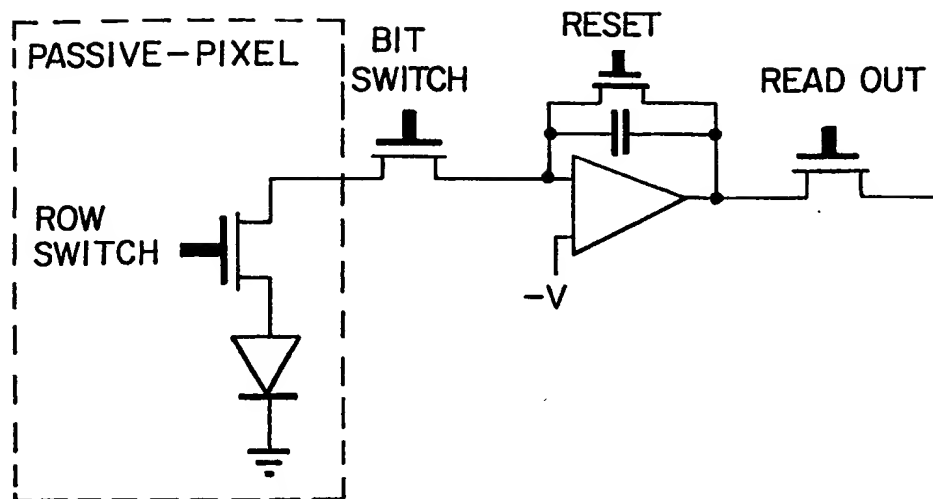 PASSIVE-PIXEL
BIT
SWITCH
RESET
READ OUT
ROW
SWITCH
-V